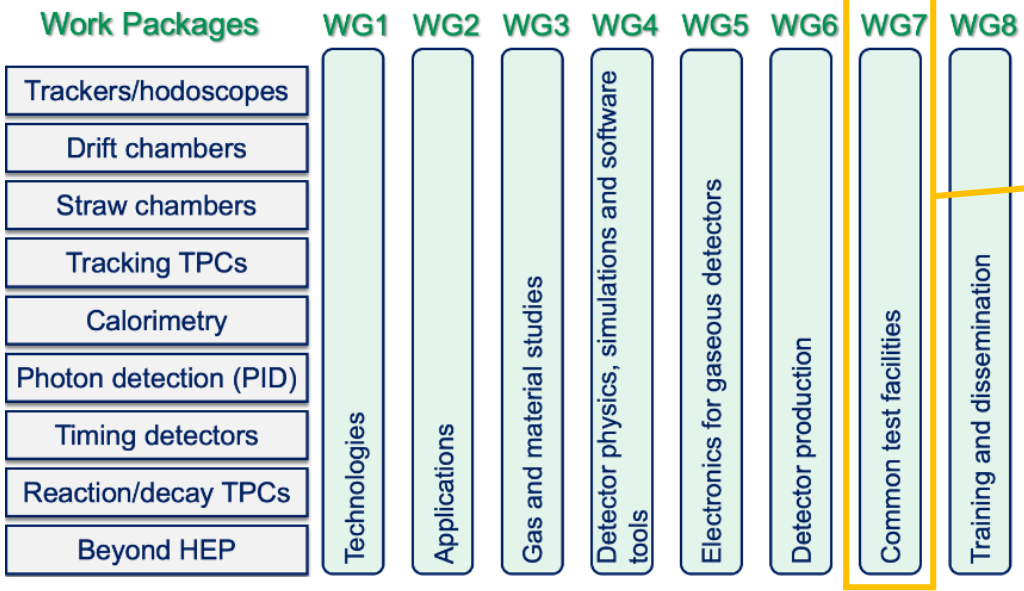 Work Packages WG1 WG2 WG3 WG4 WG5 WG6 WG7 WG8
Trackers/hodoscopes
Drift chambers
Straw chambers
Tracking TPCs
Calorimetry
Photon detection (PID)
Timing detectors
Reaction/decay TPCs
Beyond HEP
Technologies
Applications
Gas and material studies
Detector physics, simulations and software
tools
Electronics for gaseous detectors
Detector production
Common test facilities
Training and dissemination